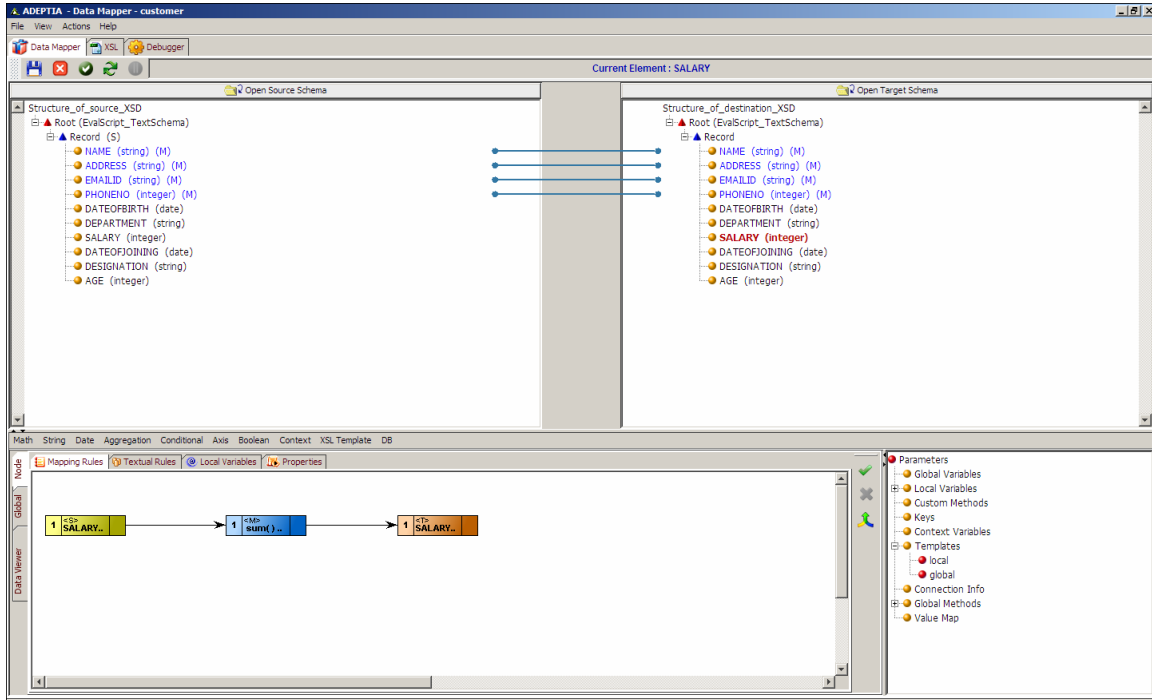 ADEPTIA - Data Mapper - customer
File View Actions Help
Data Mapper XSL Debugger
Current Element : SALARY
Open Source Schema
Open Target Schema
Structure_of_source_XSD
Root (EvalScript_TextSchema)
Record (S)
NAME (string) (M)
ADDRESS (string) (M)
EMAILID (string) (M)
PHONENO (integer) (M)
DATEOFBIRTH (date)
DEPARTMENT (string)
SALARY (integer)
DATEOFJOINING (date)
DESIGNATION (string)
AGE (integer)
Structure_of_destination_XSD
Root (EvalScript_TextSchema)
Record
NAME (string) (M)
ADDRESS (string) (M)
EMAILID (string) (M)
PHONENO (integer) (M)
DATEOFBIRTH (date)
DEPARTMENT (string)
SALARY (integer)
DATEOFJOINING (date)
DESIGNATION (string)
AGE (integer)
Math String Date Aggregation Conditional Axis Boolean Context XSL Template DB
Node
Global
Data Viewer
Mapping Rules Textual Rules Local Variables Properties
1 <S> SALARY..
1 <M> sum( )..
1 <T> SALARY..
Parameters
Global Variables
Local Variables
Custom Methods
Keys
Context Variables
Templates
local
global
Connection Info
Global Methods
Value Map